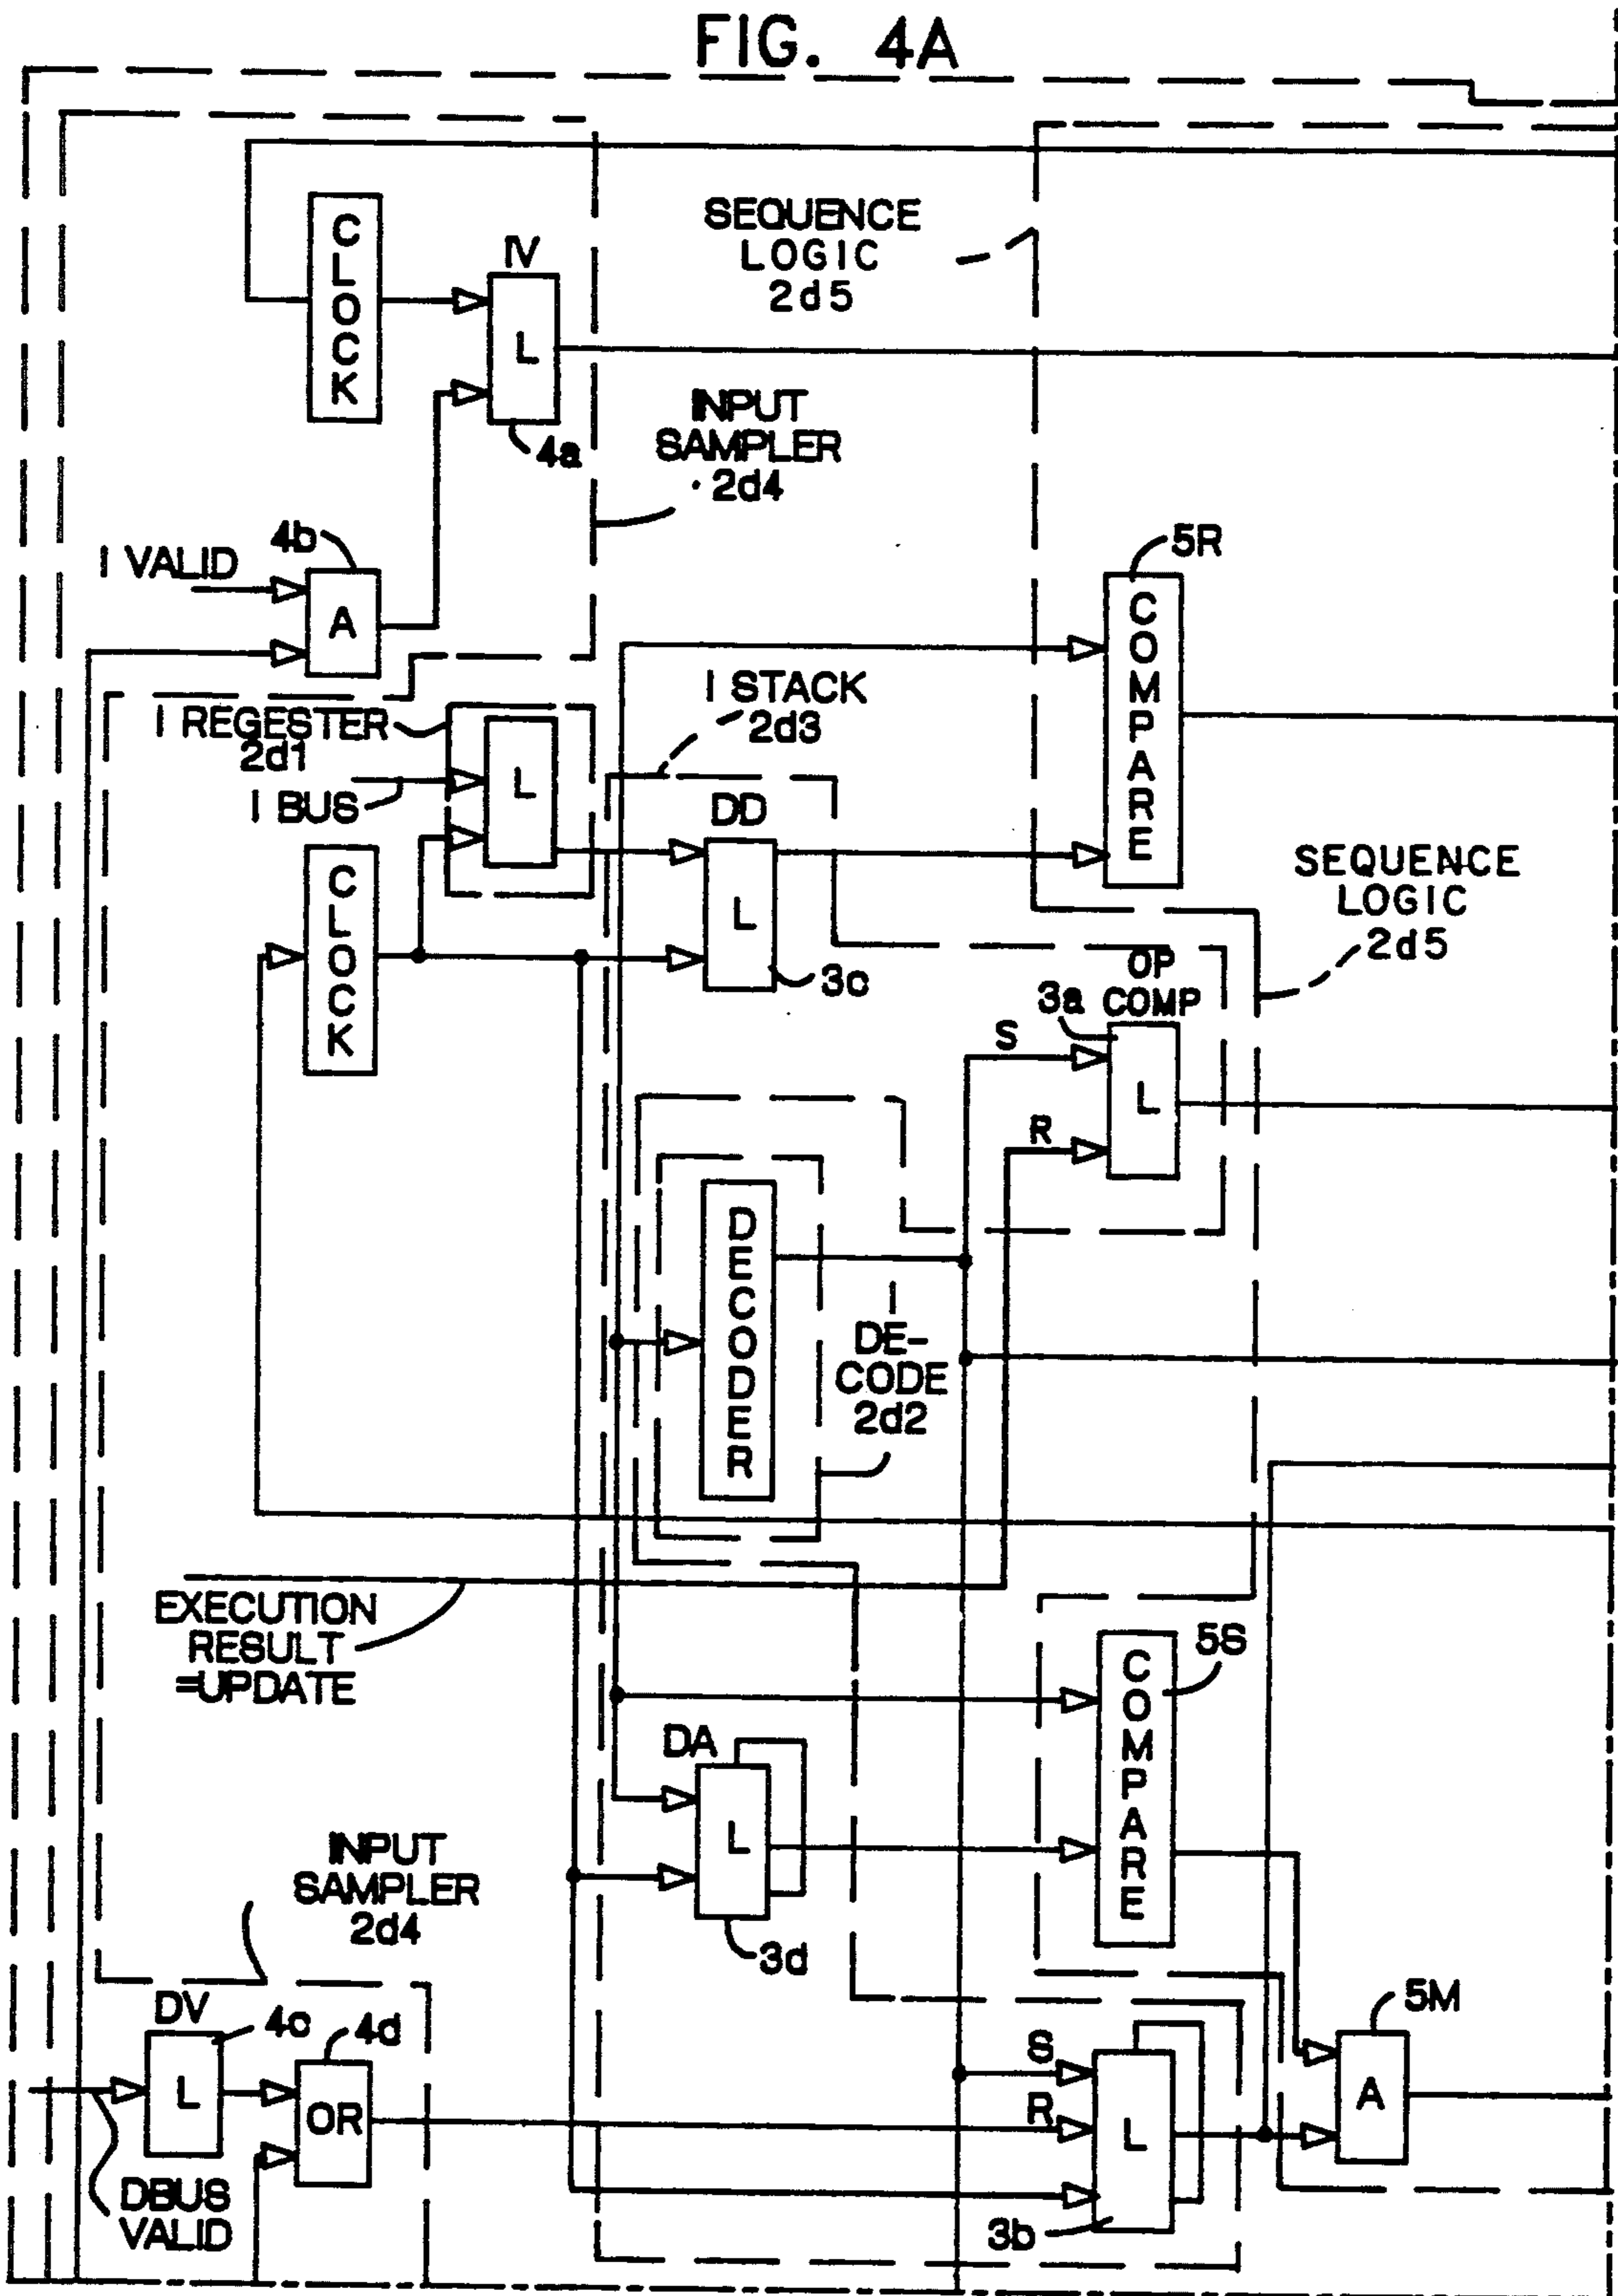 FIG. 4A
CLOCK
IV
L
4a
SEQUENCE
LOGIC
2d5
INPUT
SAMPLER
2d4
I VALID
4b
A
5R
COMPARE
I REGESTER
2d1
I BUS
L
I STACK
2d3
DD
L
3c
CLOCK
SEQUENCE
LOGIC
2d5
OP
COMP
3a
S
R
L
DECODER
DE-
CODE
2d2
EXECUTION
RESULT
=UPDATE
5S
COMPARE
DA
L
3d
INPUT
SAMPLER
2d4
DV
4c
L
4d
OR
DBUS
VALID
S
R
L
3b
5M
A